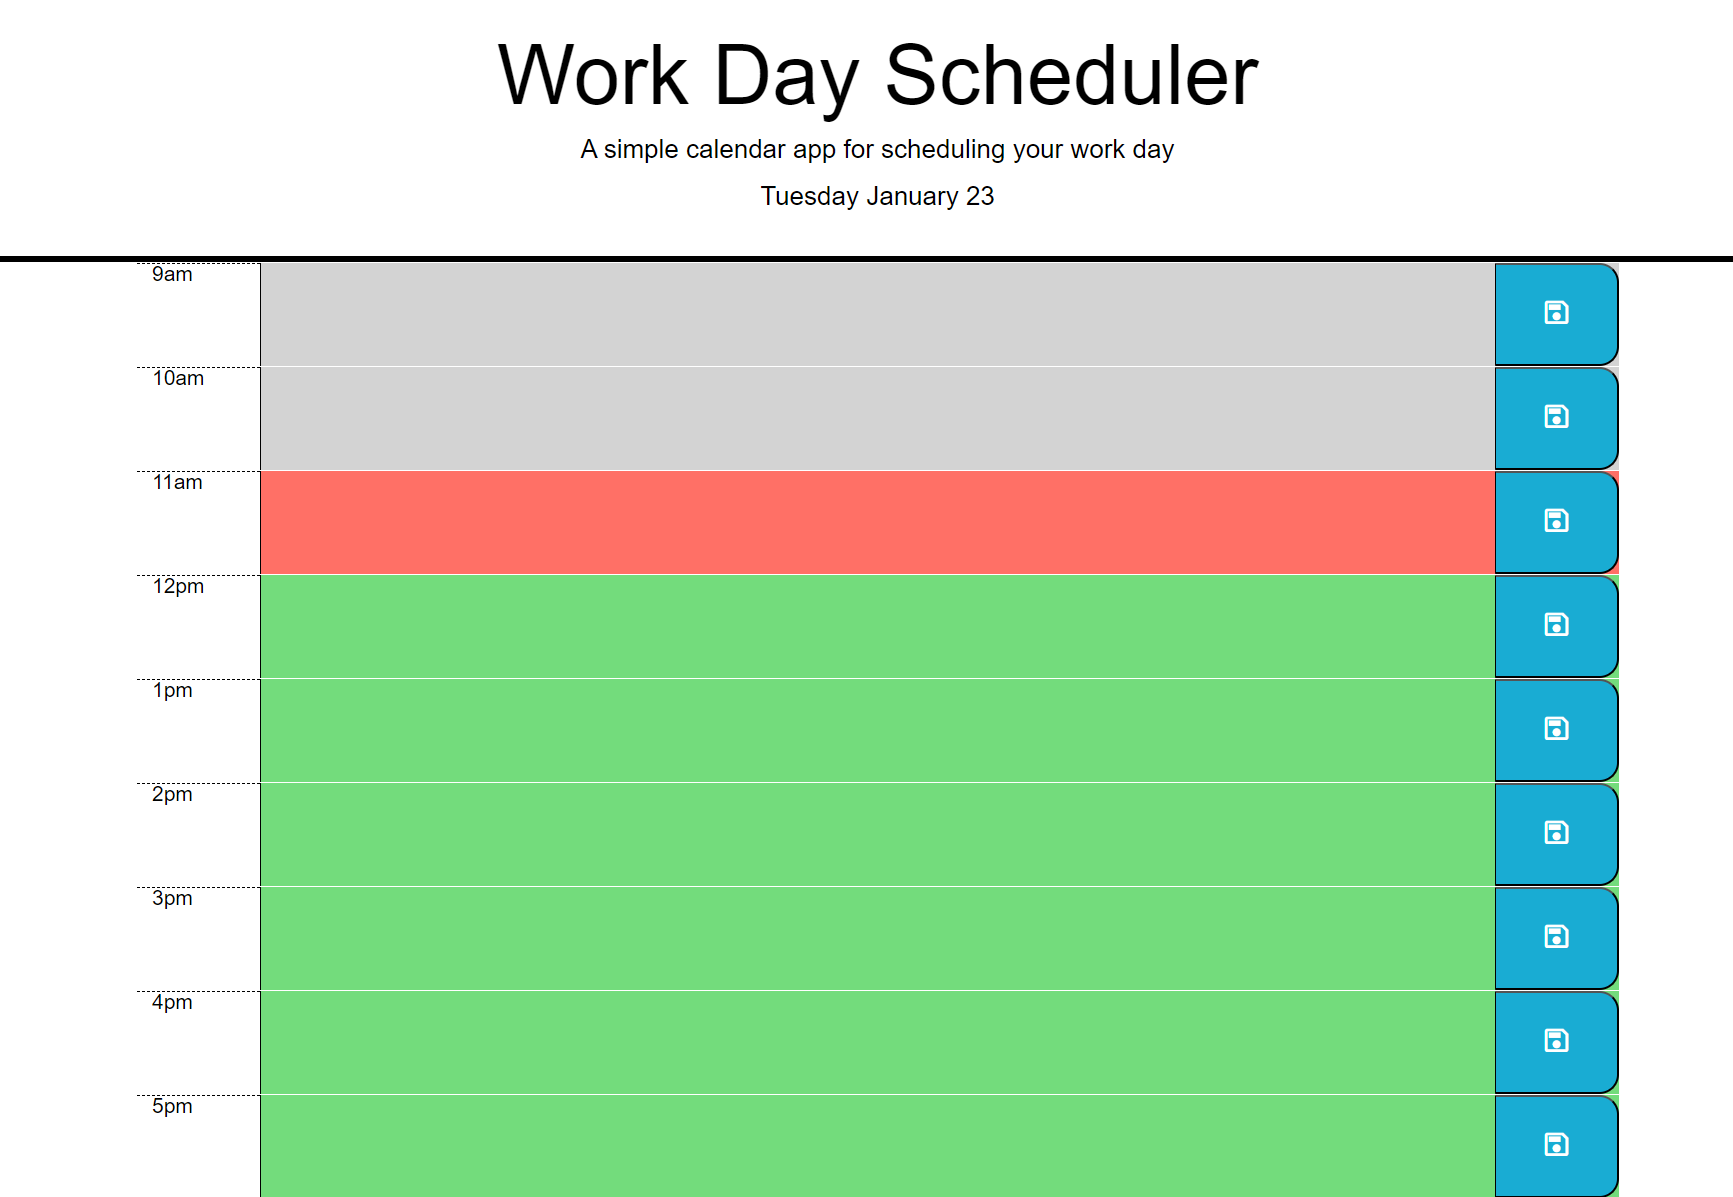 Work Day Scheduler
A simple calendar app for scheduling your work day
Tuesday January 23
9am
10am
11am
12pm
1pm
2pm
3pm
4pm
5pm